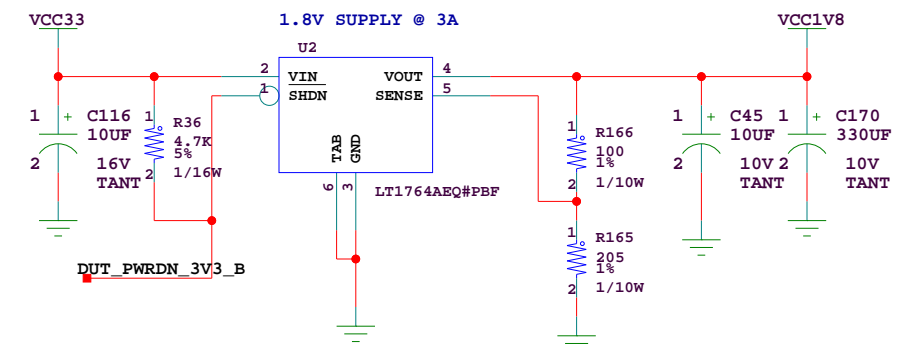 VCC33
1.8V SUPPLY @ 3A
VCC1V8
U2
2
VIN
VOUT
4
1
SHDN
SENSE
5
1
+
C116
10UF
2
16V
TANT
1
R36
4.7K
5%
2
1/16W
TAB
GND
6
3
LT1764AEQ#PBF
1
R166
100
1%
2
1/10W
1
+
C45
10UF
2
10V
TANT
1
+
C170
330UF
2
10V
TANT
1
R165
205
1%
2
1/10W
DUT_PWRDN_3V3_B